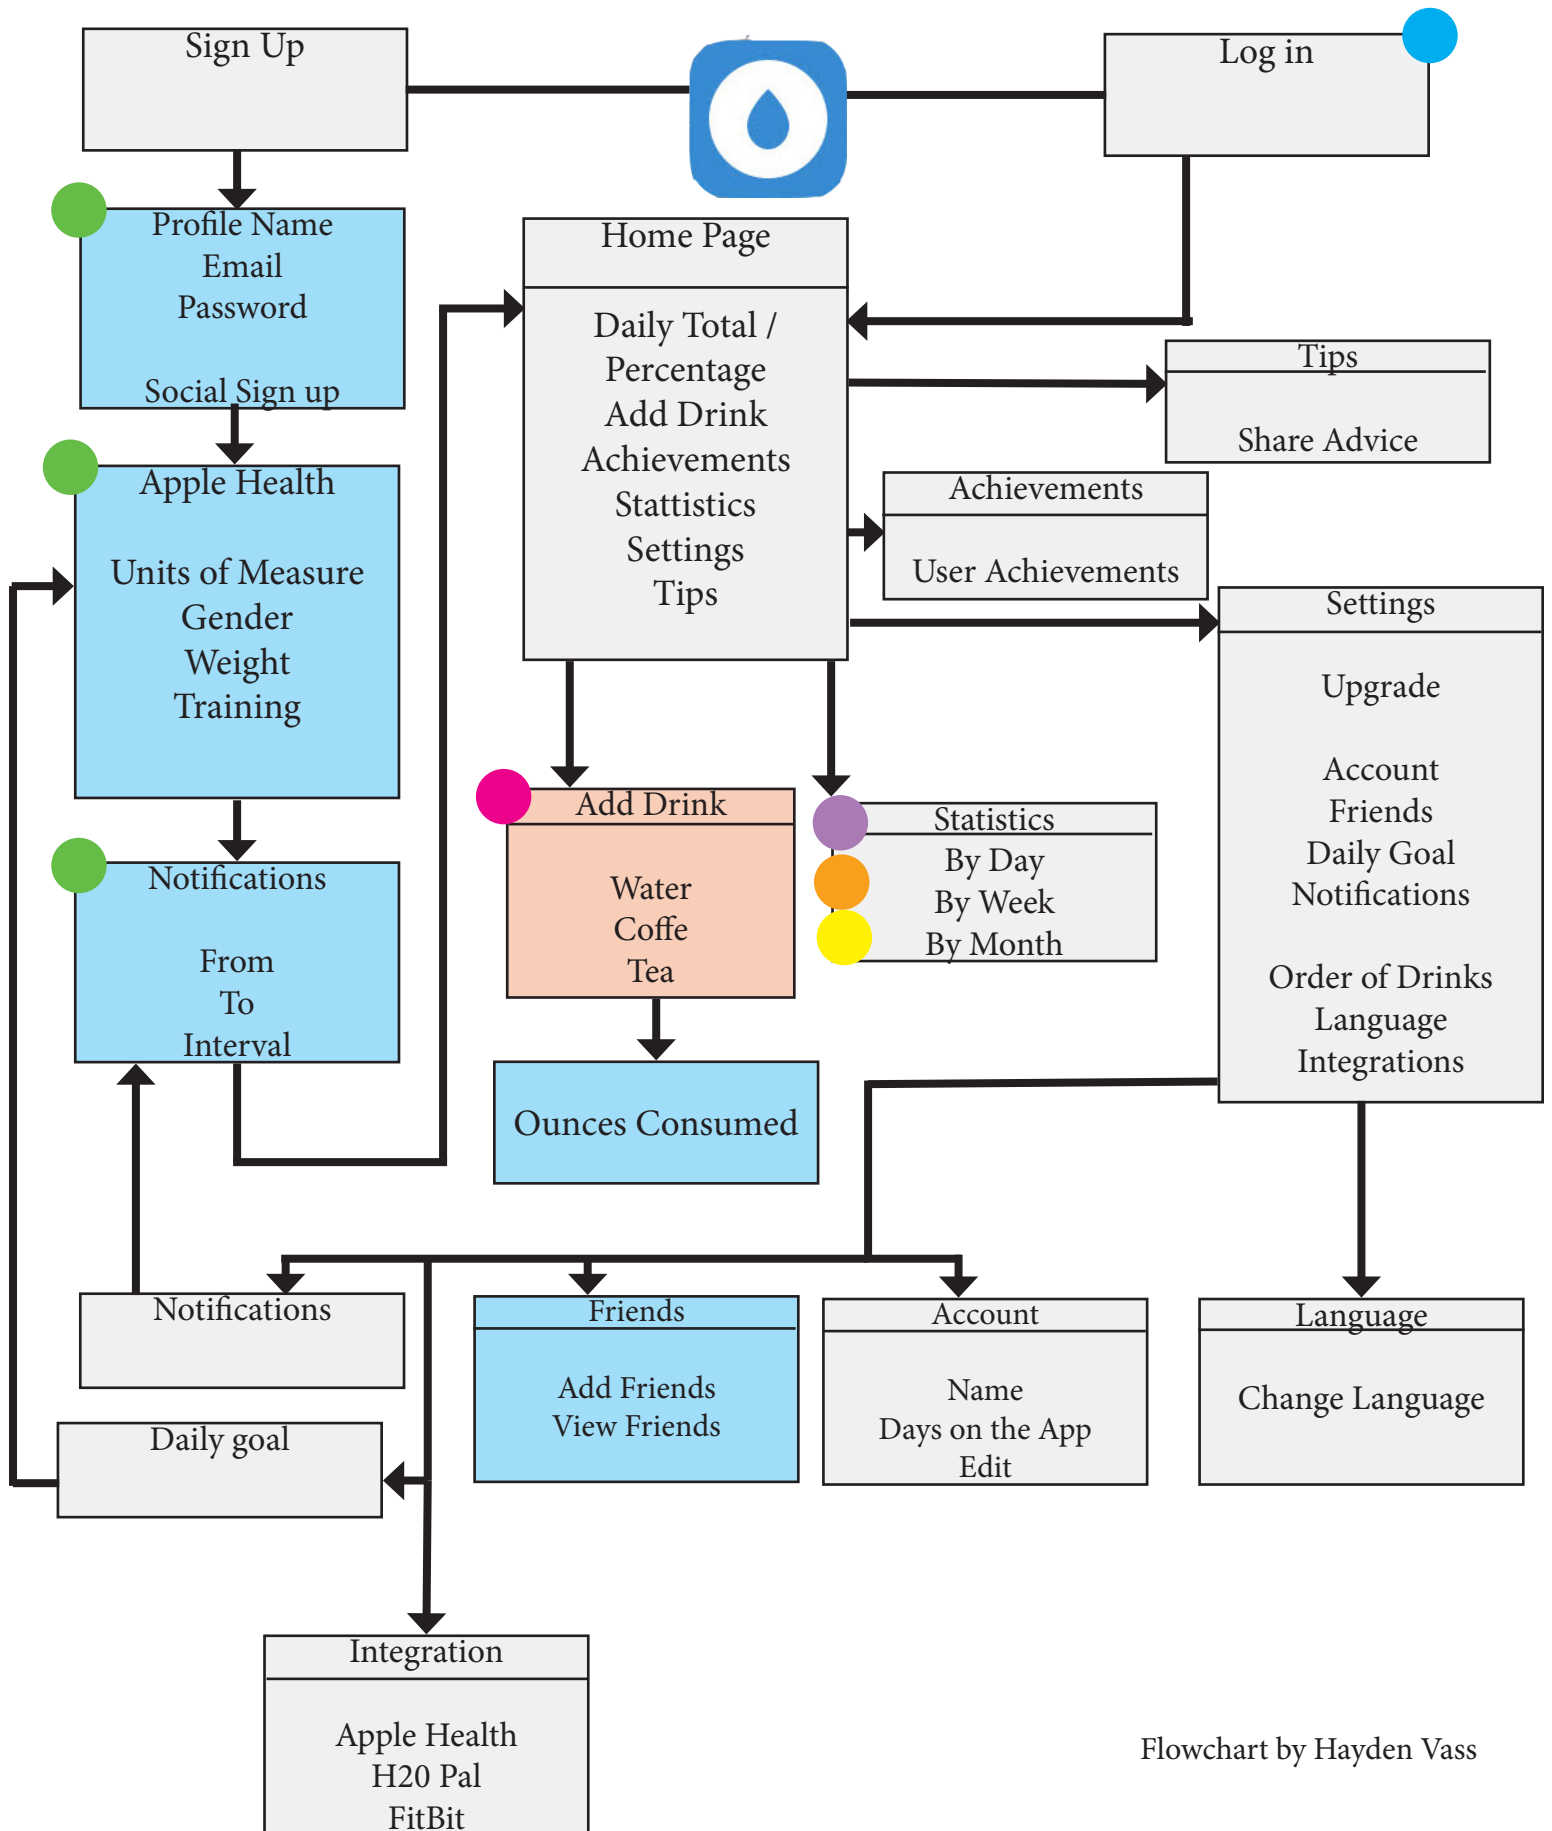 Sign Up
Log in
Profile Name
Email
Password
Social Sign up
Home Page
Daily Total /
Percentage
Add Drink
Achievements
Stattistics
Settings
Tips
Tips
Share Advice
Achievements
User Achievements
Apple Health
Units of Measure
Gender
Weight
Training
Settings
Upgrade
Account
Friends
Daily Goal
Notifications
Order of Drinks
Language
Integrations
Notifications
From
To
Interval
Add Drink
Water
Coffe
Tea
Statistics
By Day
By Week
By Month
Ounces Consumed
Notifications
Friends
Add Friends
View Friends
Account
Name
Days on the App
Edit
Language
Change Language
Daily goal
Integration
Apple Health
H20 Pal
FitBit
Flowchart by Hayden Vass